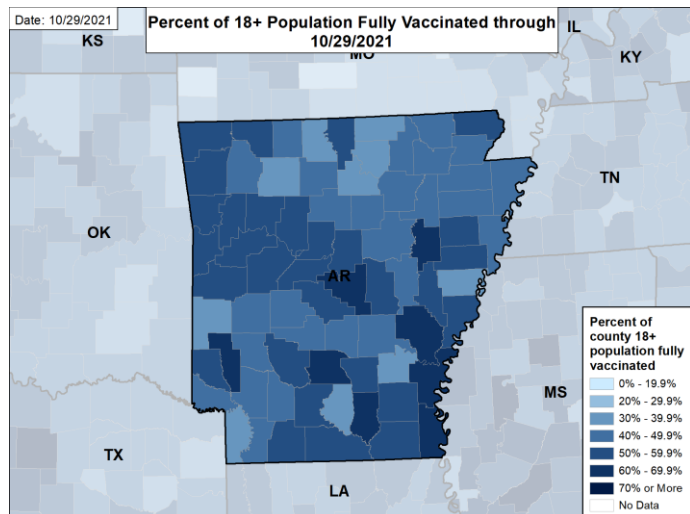 Date: 10/29/2021
Percent of 18+ Population Fully Vaccinated through
10/29/2021
KS
MO
IL
KY
TN
OK
AR
MS
TX
LA
Percent of
county 18+
population fully
vaccinated
0% - 19.9%
20% - 29.9%
30% - 39.9%
40% - 49.9%
50% - 59.9%
60% - 69.9%
70% or More
No Data